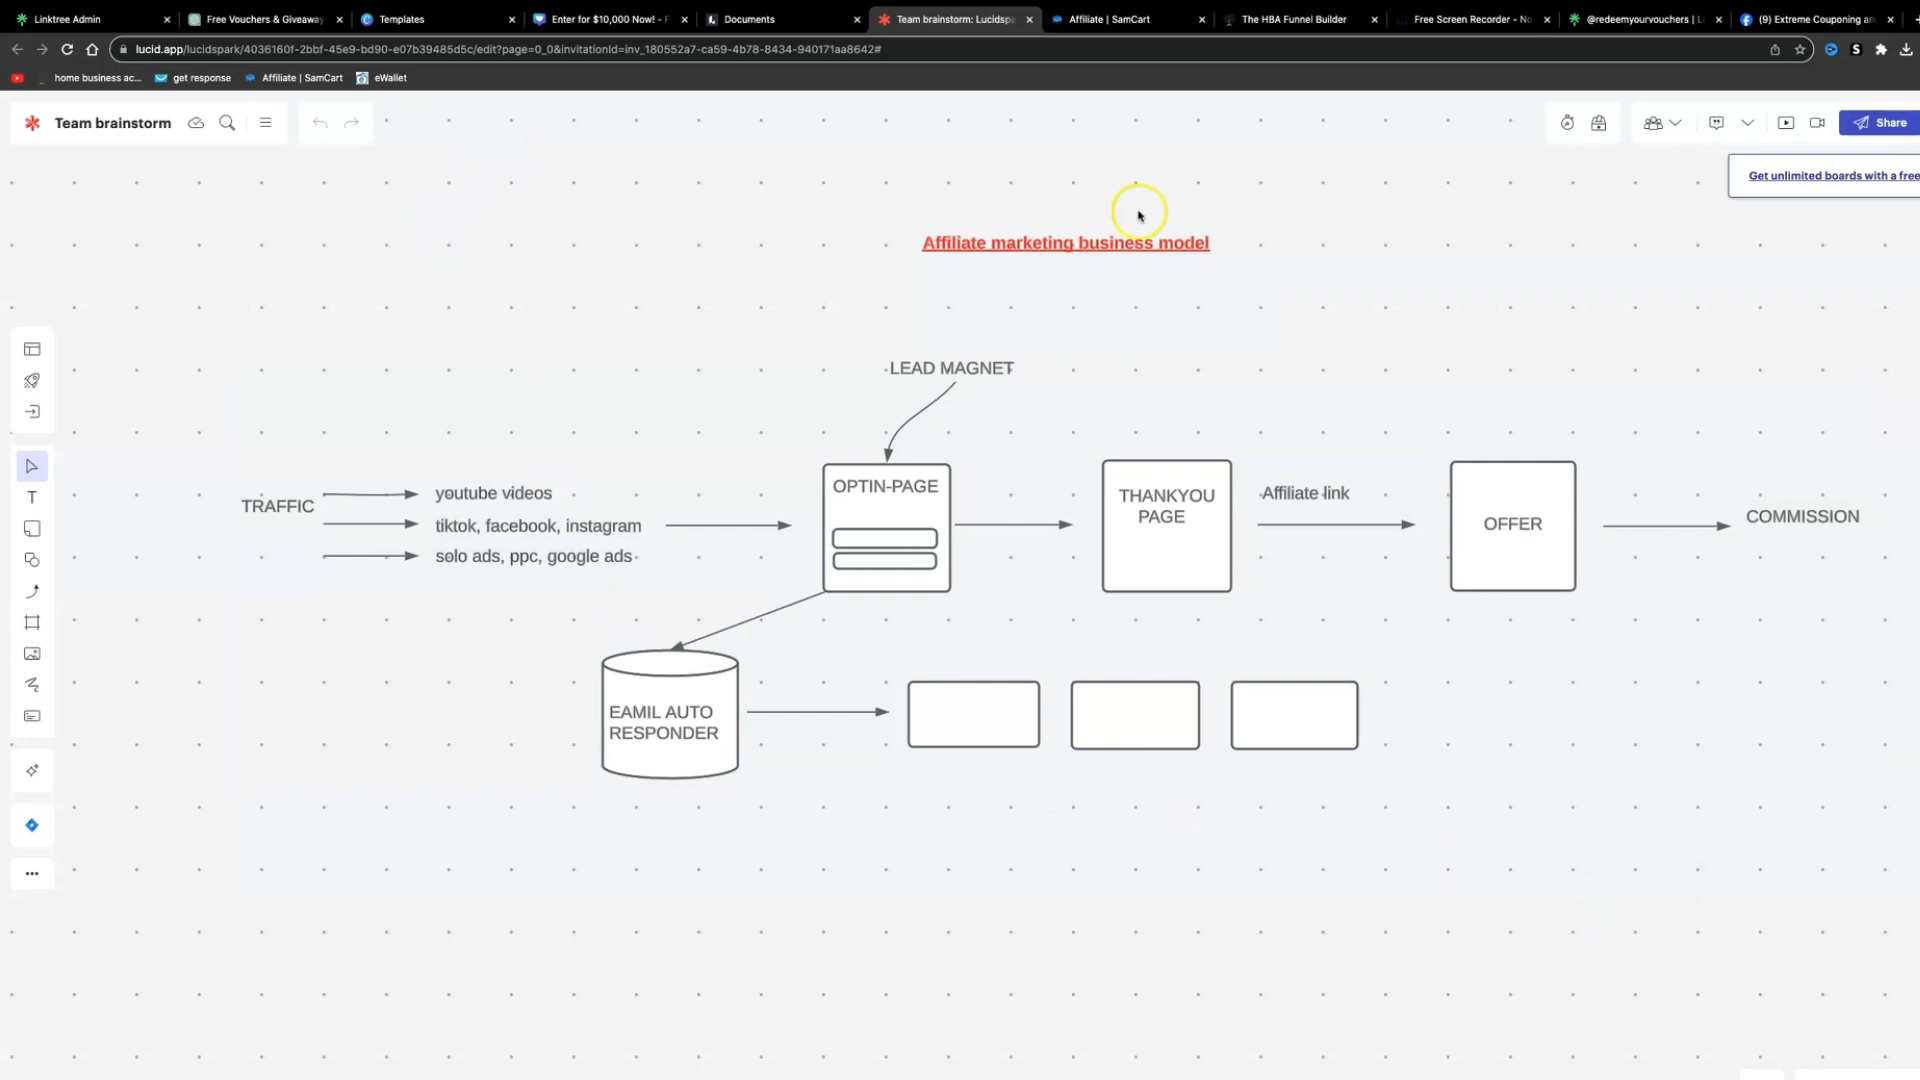 Linktree Admin
Free Vouchers & Giveaway
Templates
Enter for $10,000 Now! - F
Documents
Team brainstorm: Lucidspa
Affiliate | SamCart
The HBA Funnel Builder
Free Screen Recorder - No
@redeemyourvouchers | L
(9) Extreme Couponing an
lucid.app/lucidspark/4036160f-2bbf-45e9-bd90-e07b39485d5c/edit?page=0_0&invitationId=inv_180552a7-ca59-4b78-8434-940171aa8642#
home business ac...
get response
Affiliate | SamCart
eWallet
Team brainstorm
Share
Get unlimited boards with a free
Affiliate marketing business model
LEAD MAGNET
TRAFFIC
youtube videos
tiktok, facebook, instagram
solo ads, ppc, google ads
OPTIN-PAGE
THANKYOU
PAGE
Affiliate link
OFFER
COMMISSION
EAMIL AUTO
RESPONDER